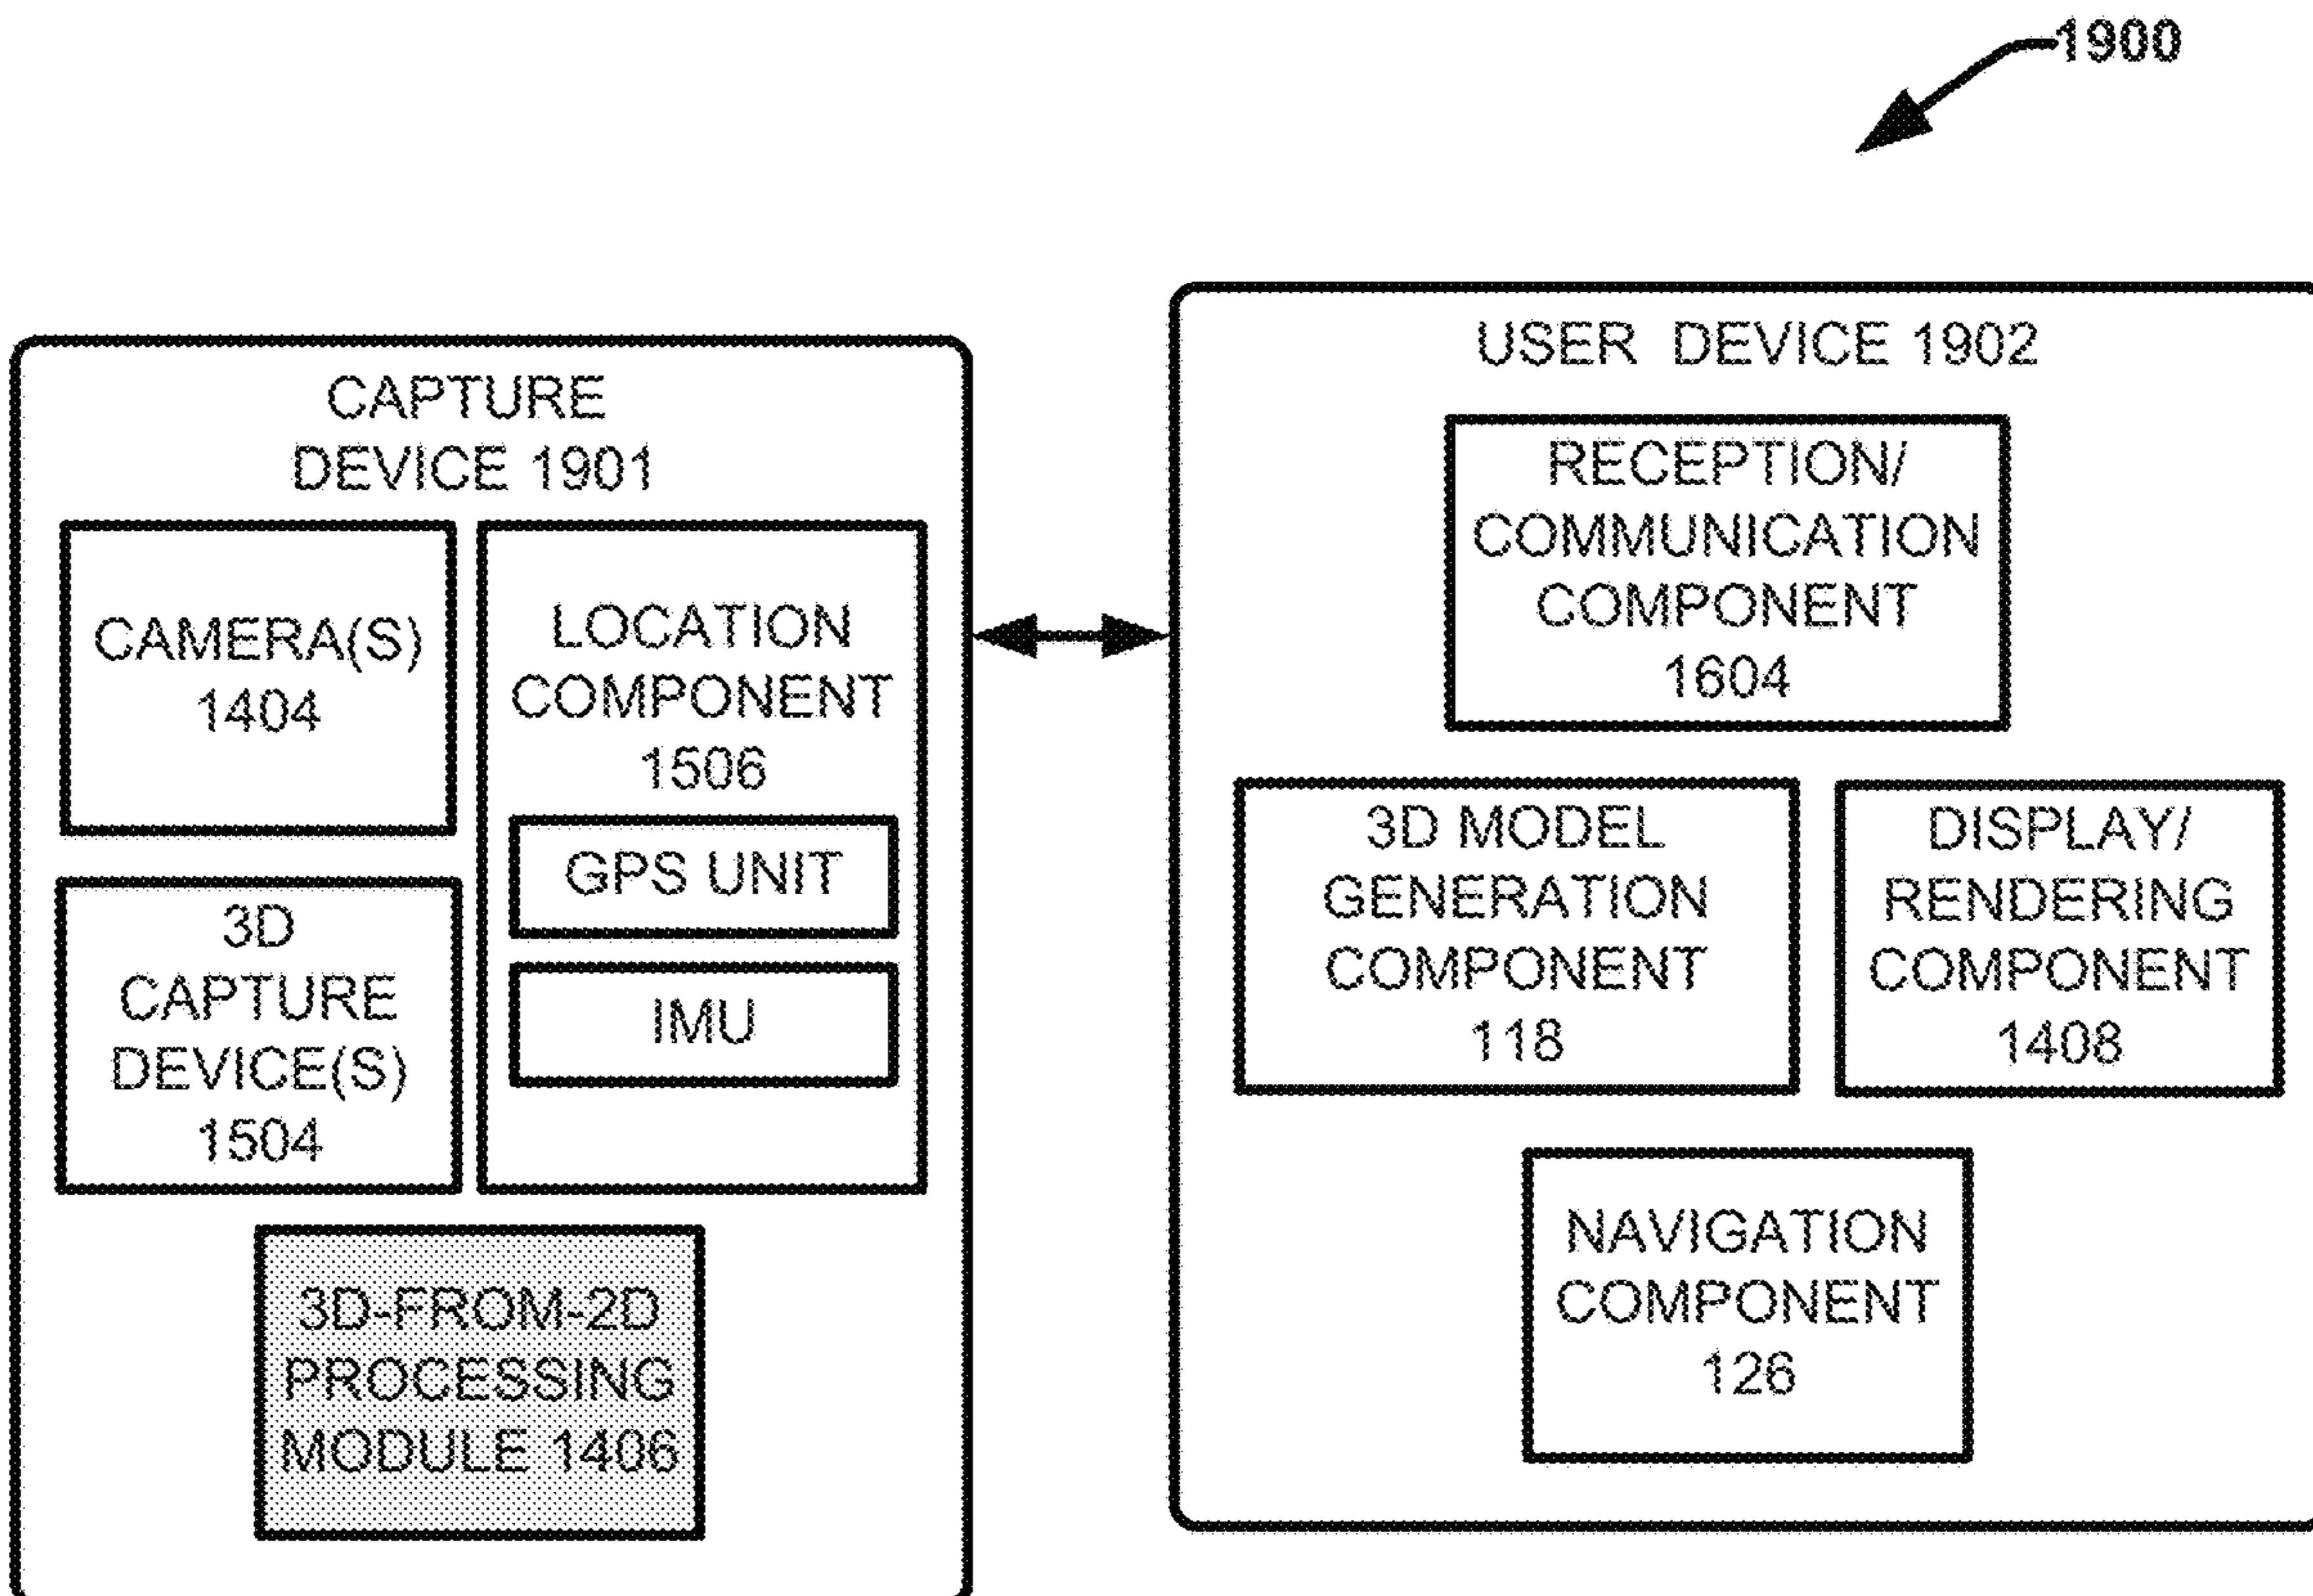 1900
CAPTURE
DEVICE 1901
CAMERA(S)
1404
LOCATION
COMPONENT
1506
GPS UNIT
IMU
3D
CAPTURE
DEVICE(S)
1504
3D-FROM-2D
PROCESSING
MODULE 1406
USER DEVICE 1902
RECEPTION/
COMMUNICATION
COMPONENT
1604
3D MODEL
GENERATION
COMPONENT
118
DISPLAY/
RENDERING
COMPONENT
1408
NAVIGATION
COMPONENT
126